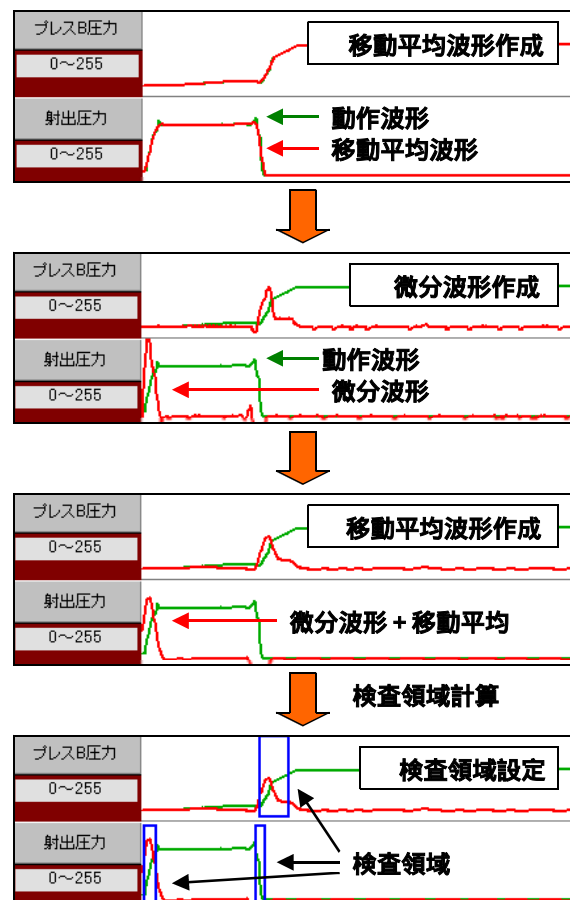 プレスB圧力
移動平均波形作成
0～255
射出圧力
動作波形
0～255
移動平均波形
プレスB圧力
微分波形作成
0～255
射出圧力
動作波形
0～255
微分波形
プレスB圧力
移動平均波形作成
0～255
射出圧力
微分波形＋移動平均
0～255
検査領域計算
プレスB圧力
検査領域設定
0～255
射出圧力
検査領域
0～255